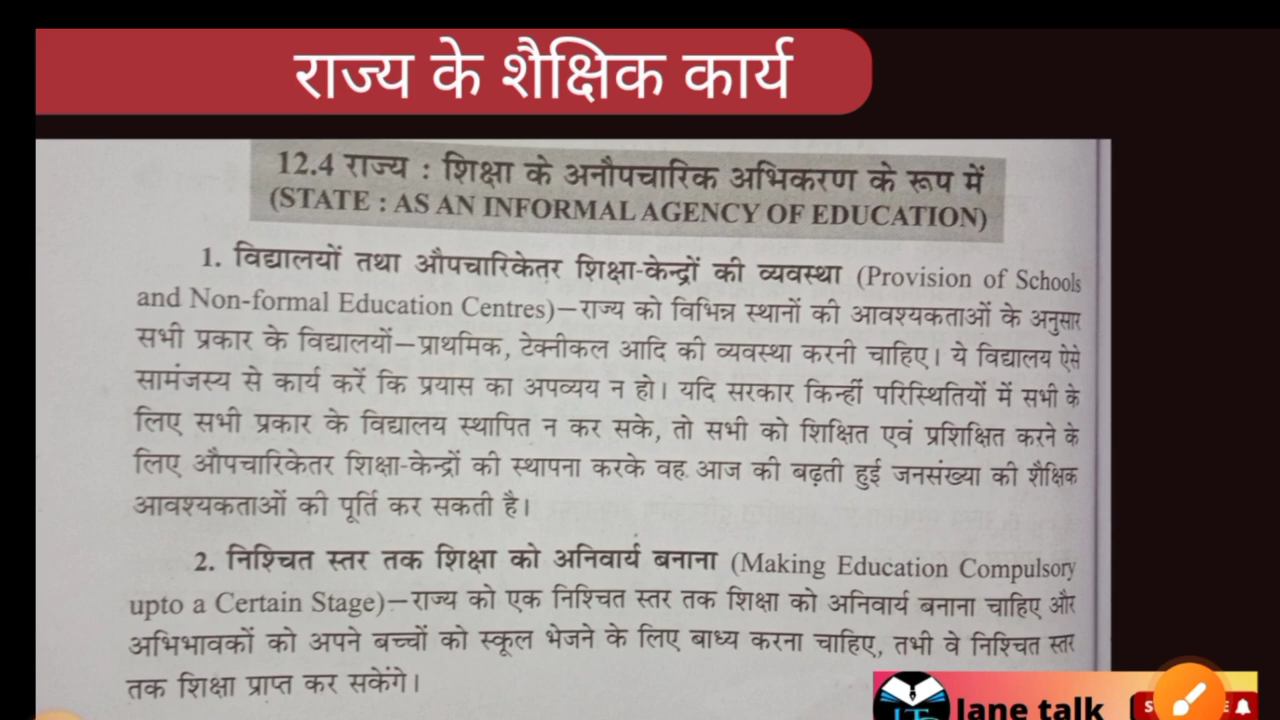 राज्य के शैक्षिक कार्य
12.4 राज्य : शिक्षा के अनौपचारिक अभिकरण के रूप में
(STATE : AS AN INFORMAL AGENCY OF EDUCATION)
1. विद्यालयों तथा औपचारिकेतर शिक्षा-केन्द्रों की व्यवस्था (Provision of Schools
and Non-formal Education Centres)—राज्य को विभिन्न स्थानों की आवश्यकताओं के अनुसार
सभी प्रकार के विद्यालयों—प्राथमिक, टेक्नीकल आदि की व्यवस्था करनी चाहिए। ये विद्यालय ऐसे
सामंजस्य से कार्य करें कि प्रयास का अपव्यय न हो। यदि सरकार किन्हीं परिस्थितियों में सभी के
लिए सभी प्रकार के विद्यालय स्थापित न कर सके, तो सभी को शिक्षित एवं प्रशिक्षित करने के
लिए औपचारिकेतर शिक्षा-केन्द्रों की स्थापना करके वह आज की बढ़ती हुई जनसंख्या की शैक्षिक
आवश्यकताओं की पूर्ति कर सकती है।
2. निश्चित स्तर तक शिक्षा को अनिवार्य बनाना (Making Education Compulsory
upto a Certain Stage)—राज्य को एक निश्चित स्तर तक शिक्षा को अनिवार्य बनाना चाहिए और
अभिभावकों को अपने बच्चों को स्कूल भेजने के लिए बाध्य करना चाहिए, तभी वे निश्चित स्तर
तक शिक्षा प्राप्त कर सकेंगे।
Jane talk